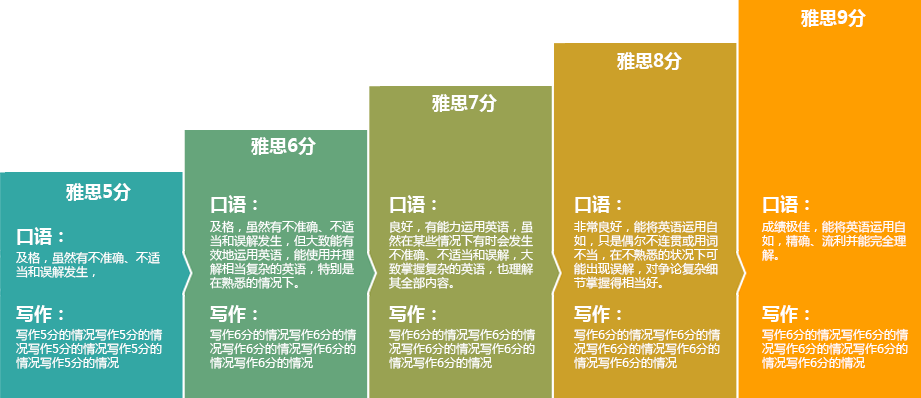 雅思5分
口语：
及格，虽然有不准确、不适
当和误解发生，
写作：
写作5分的情况写作5分的情
况写作5分的情况写作5分的
情况写作5分的情况
雅思6分
口语：
及格，虽然有不准确、不适
当和误解发生，但大致能有
效地运用英语，能使用并理
解相当复杂的英语，特别是
在熟悉的情况下。
写作：
写作6分的情况写作6分的情
况写作6分的情况写作6分的
情况写作6分的情况
雅思7分
口语：
良好，有能力运用英语，虽
然在某些情况下有时会发生
不准确、不适当和误解，大
致掌握复杂的英语，也理解
其全部内容。
写作：
写作6分的情况写作6分的情
况写作6分的情况写作6分的
情况写作6分的情况
雅思8分
口语：
非常良好，能将英语运用自
如，只是偶尔不连贯或用词
不当，在不熟悉的状况下可
能出现误解，对争论复杂细
节掌握得相当好。
写作：
写作6分的情况写作6分的情
况写作6分的情况写作6分的
情况写作6分的情况
雅思9分
口语：
成绩极佳，能将英语运用自
如，精确、流利并能完全理
解。
写作：
写作6分的情况写作6分的情
况写作6分的情况写作6分的
情况写作6分的情况